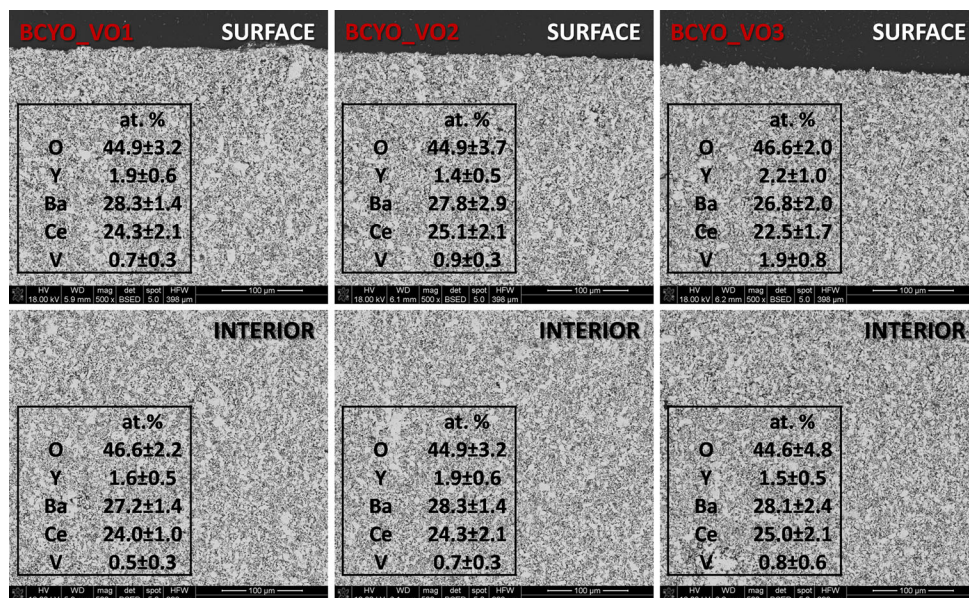 BCYO_VO1 SURFACE
at. %
O 44.9±3.2
Y 1.9±0.6
Ba 28.3±1.4
Ce 24.3±2.1
V 0.7±0.3
HV WD mag det spot HFW
18.00 kV 5.9 mm 500 x BSED 5.0 398 µm
100 µm
BCYO_VO2 SURFACE
at. %
O 44.9±3.7
Y 1.4±0.5
Ba 27.8±2.9
Ce 25.1±2.1
V 0.9±0.3
HV WD mag det spot HFW
18.00 kV 6.1 mm 500 x BSED 5.0 398 µm
100 µm
BCYO_VO3 SURFACE
at. %
O 46.6±2.0
Y 2.2±1.0
Ba 26.8±2.0
Ce 22.5±1.7
V 1.9±0.8
HV WD mag det spot HFW
18.00 kV 6.2 mm 500 x BSED 5.0 398 µm
100 µm
INTERIOR
at.%
O 46.6±2.2
Y 1.6±0.5
Ba 27.2±1.4
Ce 24.0±1.0
V 0.5±0.3
HV WD mag det spot HFW
100 µm
INTERIOR
at.%
O 44.9±3.2
Y 1.9±0.6
Ba 28.3±1.4
Ce 24.3±2.1
V 0.7±0.3
HV WD mag det spot HFW
100 µm
INTERIOR
at.%
O 44.6±4.8
Y 1.5±0.5
Ba 28.1±2.4
Ce 25.0±2.1
V 0.8±0.6
HV WD mag det spot HFW
100 µm